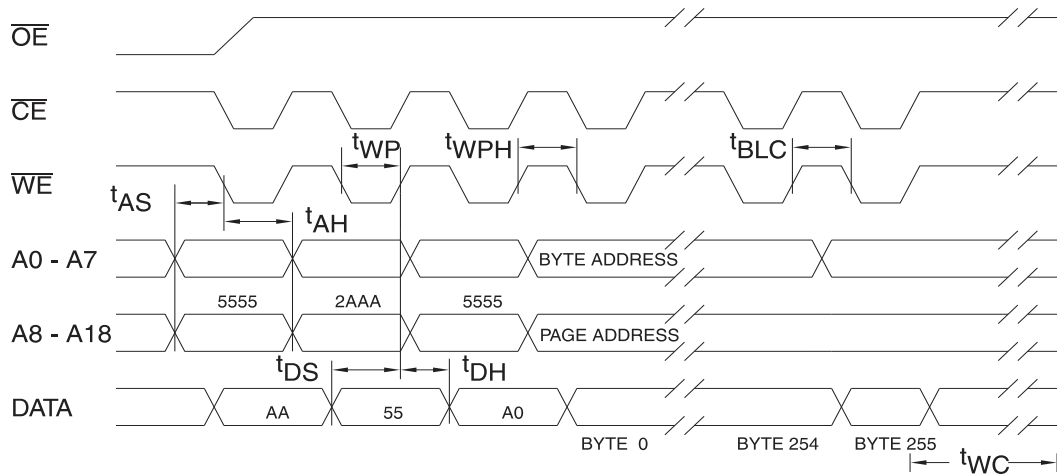 OE
CE
tWP
tWPH
tBLC
WE
tAS
tAH
A0 - A7
BYTE ADDRESS
5555
2AAA
5555
A8 - A18
PAGE ADDRESS
tDS
tDH
DATA
AA
55
A0
BYTE 0
BYTE 254
BYTE 255
tWC